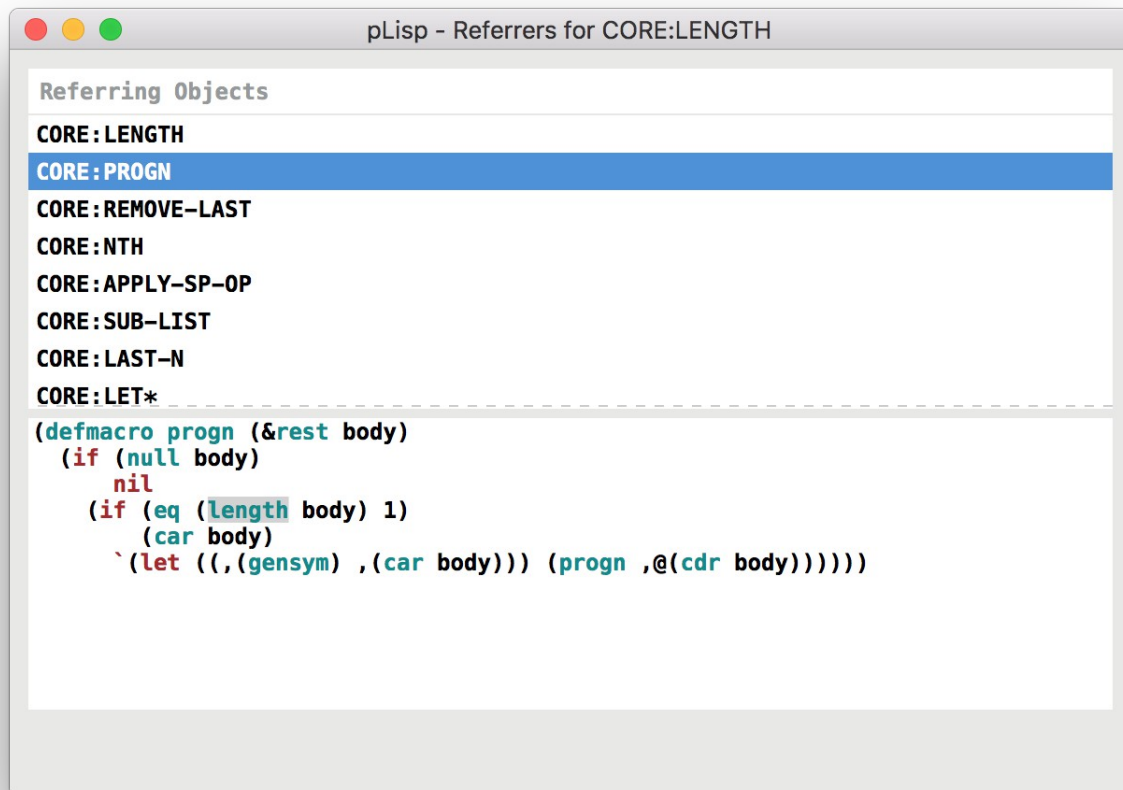 pLisp - Referrers for CORE:LENGTH
Referring Objects
CORE:LENGTH
CORE:PROGN
CORE:REMOVE-LAST
CORE:NTH
CORE:APPLY-SP-OP
CORE:SUB-LIST
CORE:LAST-N
CORE:LET*
(defmacro progn (&rest body)
  (if (null body)
      nil
    (if (eq (length body) 1)
        (car body)
      `(let ((,(gensym) ,(car body))) (progn ,@(cdr body))))))